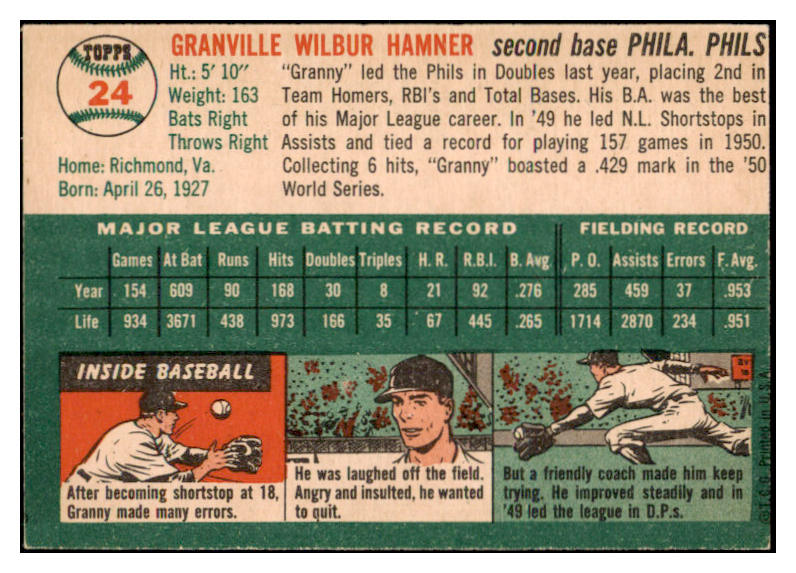 TOPPS
24
GRANVILLE WILBUR HAMNER second base PHILA. PHILS
Ht.: 5' 10"
Weight: 163
Bats Right
Throws Right
Home: Richmond, Va.
Born: April 26, 1927
"Granny" led the Phils in Doubles last year, placing 2nd in
Team Homers, RBI's and Total Bases. His B.A. was the best
of his Major League career. In '49 he led N.L. Shortstops in
Assists and tied a record for playing 157 games in 1950.
Collecting 6 hits, "Granny" boasted a .429 mark in the '50
World Series.
MAJOR LEAGUE BATTING RECORD FIELDING RECORD
Games At Bat Runs Hits Doubles Triples H. R. R.B.I. B. Avg. P. O. Assists Errors F. Avg.
Year 154 609 90 168 30 8 21 92 .276 285 459 37 .953
Life 934 3671 438 973 166 35 67 445 .265 1714 2870 234 .951
INSIDE BASEBALL
After becoming shortstop at 18,
Granny made many errors.
He was laughed off the field.
Angry and insulted, he wanted
to quit.
But a friendly coach made him keep
trying. He improved steadily and in
'49 led the league in D.P.s.
©T.C.G. Printed in U.S.A.